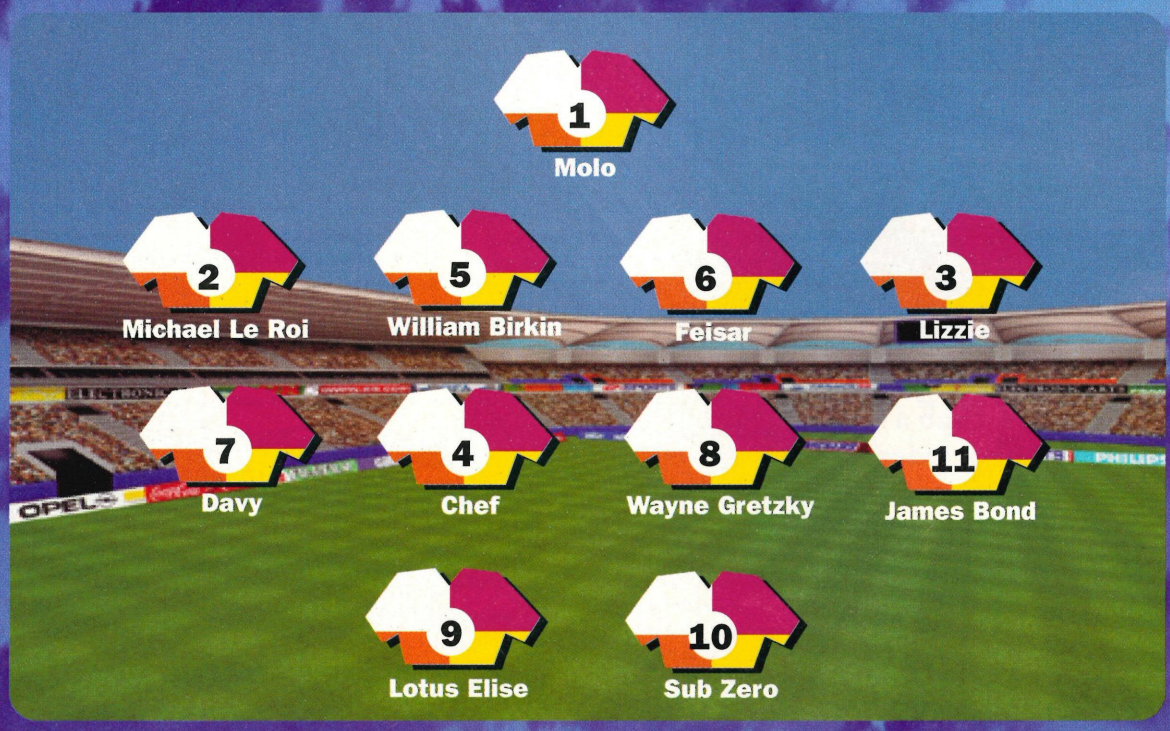 1
Molo
2
Michael Le Roi
5
William Birkin
6
Feisar
3
Lizzie
ELECTRONIC
7
Davy
4
Chef
8
Wayne Gretzky
11
James Bond
PHILIPS
OPEL
9
Lotus Elise
10
Sub Zero